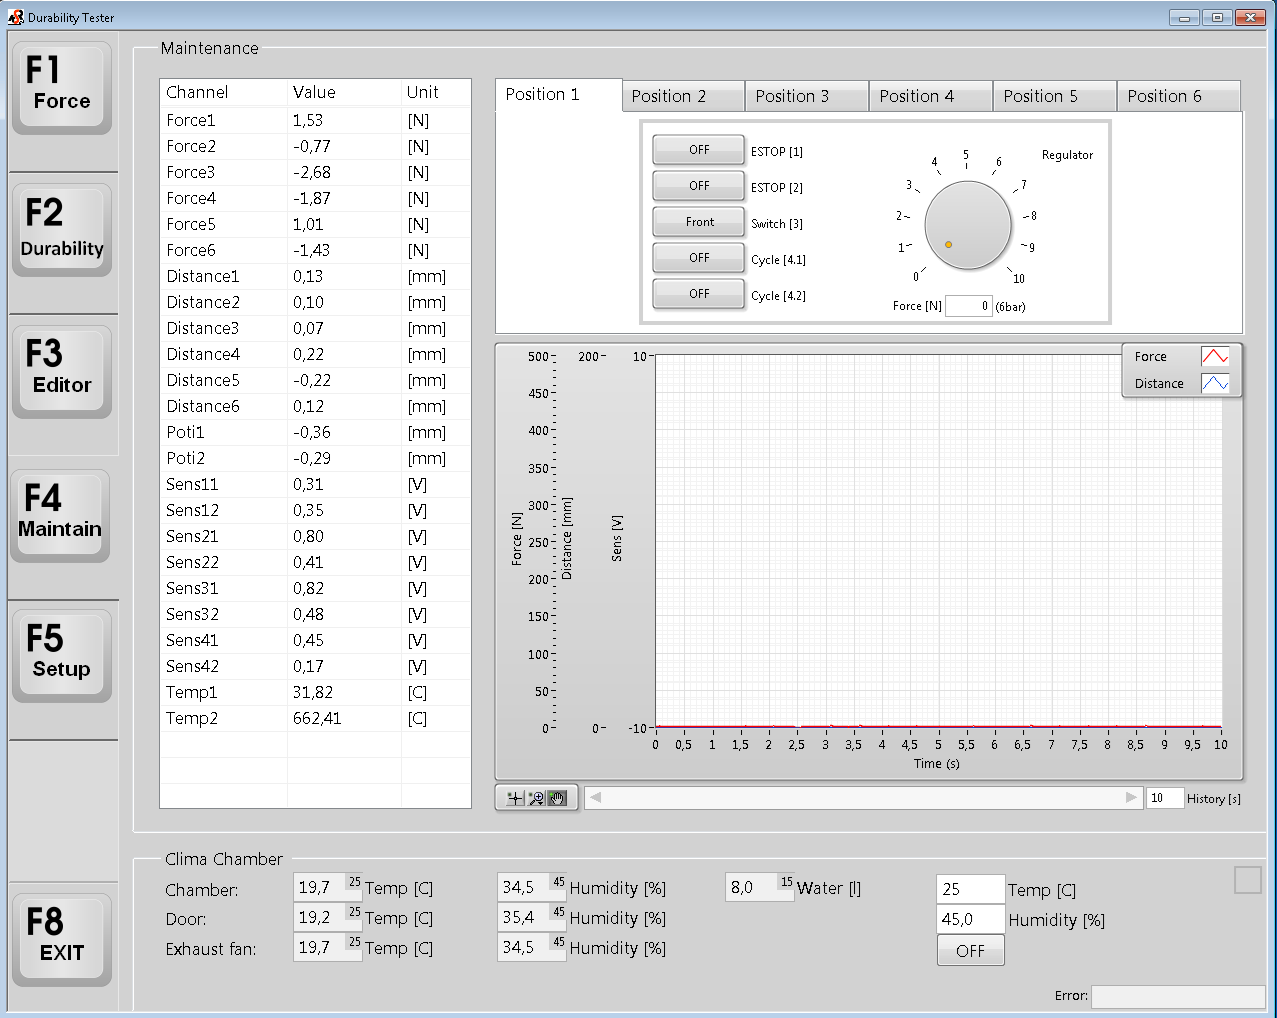 Durability Tester
F1
Force
F2
Durability
F3
Editor
F4
Maintain
F5
Setup
F8
EXIT
Maintenance
Channel Value Unit
Force1 1,53 [N]
Force2 -0,77 [N]
Force3 -2,68 [N]
Force4 -1,87 [N]
Force5 1,01 [N]
Force6 -1,43 [N]
Distance1 0,13 [mm]
Distance2 0,10 [mm]
Distance3 0,07 [mm]
Distance4 0,22 [mm]
Distance5 -0,22 [mm]
Distance6 0,12 [mm]
Poti1 -0,36 [mm]
Poti2 -0,29 [mm]
Sens11 0,31 [V]
Sens12 0,35 [V]
Sens21 0,80 [V]
Sens22 0,41 [V]
Sens31 0,82 [V]
Sens32 0,48 [V]
Sens41 0,45 [V]
Sens42 0,17 [V]
Temp1 31,82 [C]
Temp2 662,41 [C]
Position 1 Position 2 Position 3 Position 4 Position 5 Position 6
OFF ESTOP [1]
OFF ESTOP [2]
Front Switch [3]
OFF Cycle [4.1]
OFF Cycle [4.2]
Regulator
0 1 2 3 4 5 6 7 8 9 10
Force [N] 0 (6bar)
Force
Distance
500 450 400 350 300 250 200 150 100 50 0
Force [N]
200 0
Distance [mm]
10 -10
Sens [V]
0 0,5 1 1,5 2 2,5 3 3,5 4 4,5 5 5,5 6 6,5 7 7,5 8 8,5 9 9,5 10
Time (s)
10 History [s]
Clima Chamber
Chamber: 19,7 25 Temp [C] 34,5 45 Humidity [%] 8,0 15 Water [l]
Door: 19,2 25 Temp [C] 35,4 45 Humidity [%]
Exhaust fan: 19,7 25 Temp [C] 34,5 45 Humidity [%]
25 Temp [C]
45,0 Humidity [%]
OFF
Error: